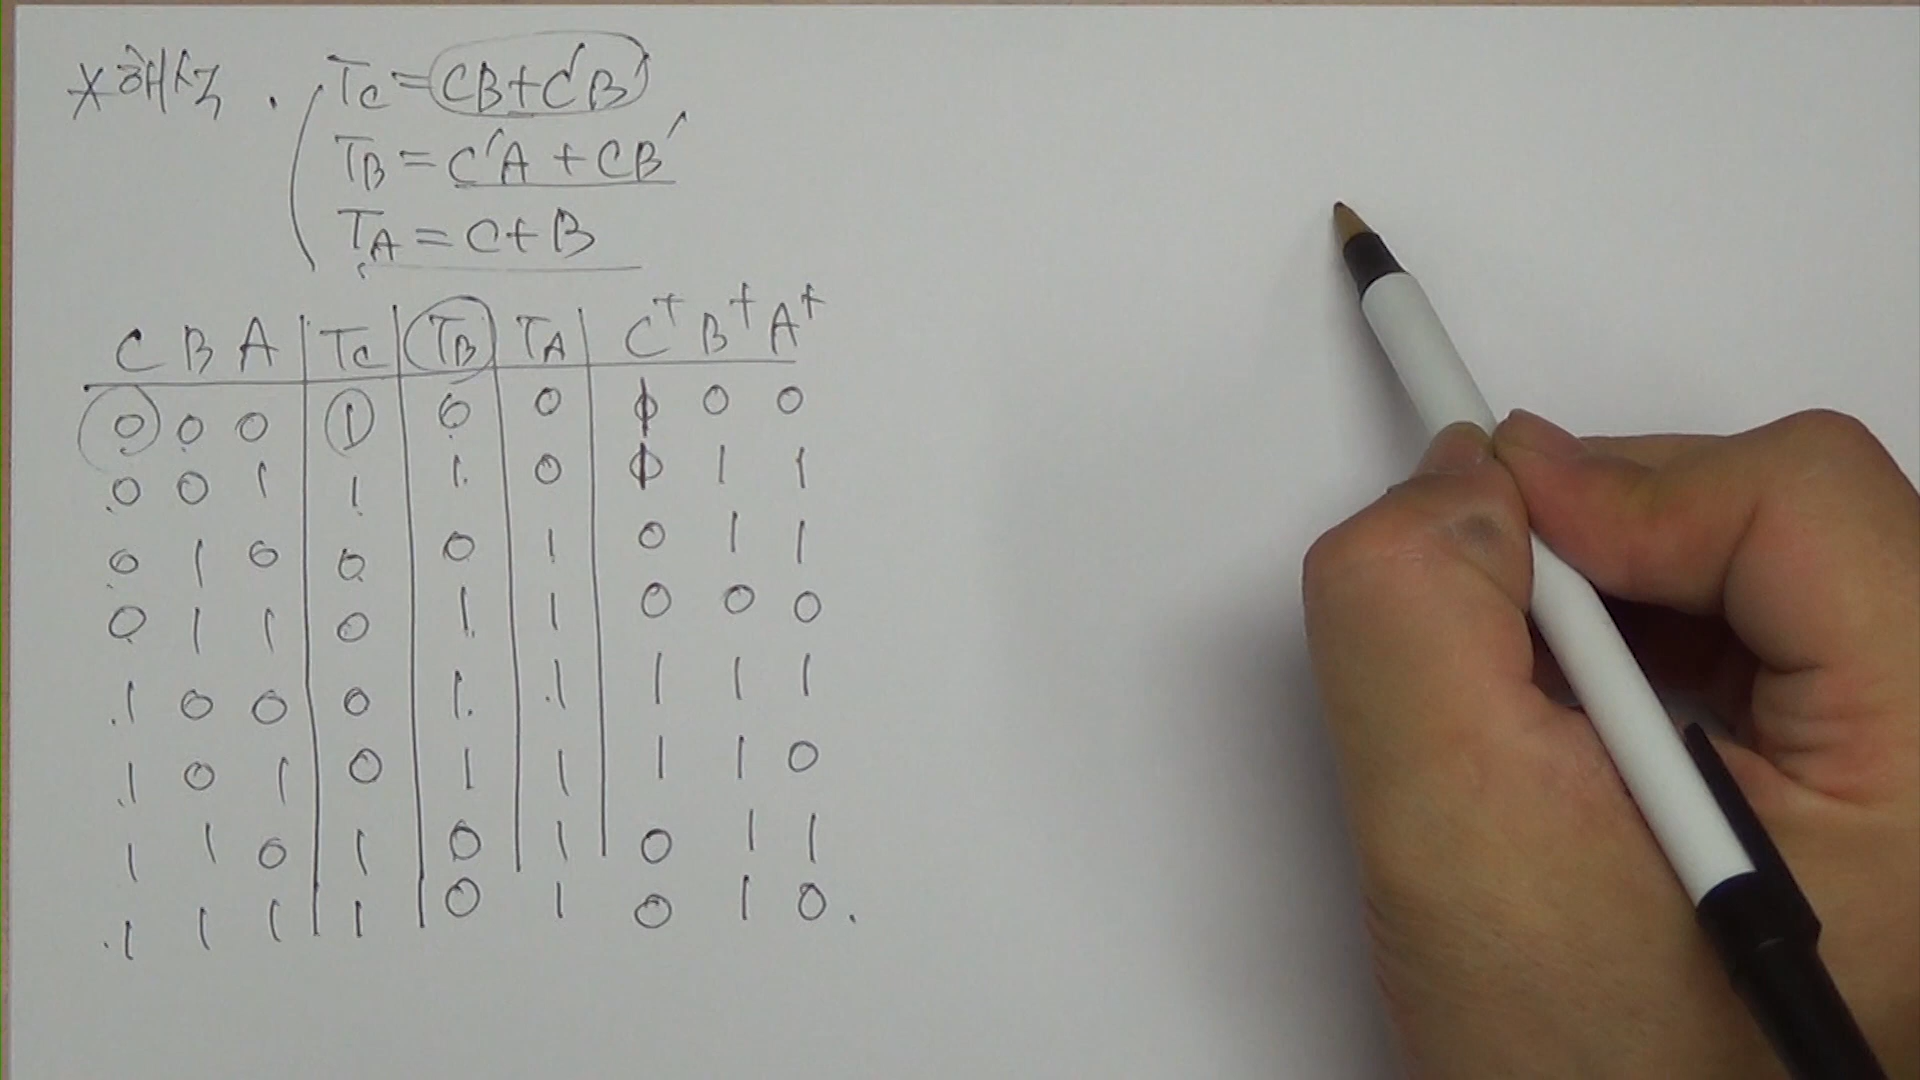 *해석 . Tc = CB + C'B'
TB = C'A + CB'
TA = C + B
C B A Tc TB TA C+ B+ A+
0 0 0 1 0 0 1 0 0
0 0 1 1 1 0 1 1 1
0 1 0 0 0 1 0 1 1
0 1 1 0 1 1 0 0 0
1 0 0 0 1 1 1 1 1
1 0 1 0 1 1 1 1 0
1 1 0 1 0 1 0 1 1
1 1 1 1 0 1 0 1 0 .